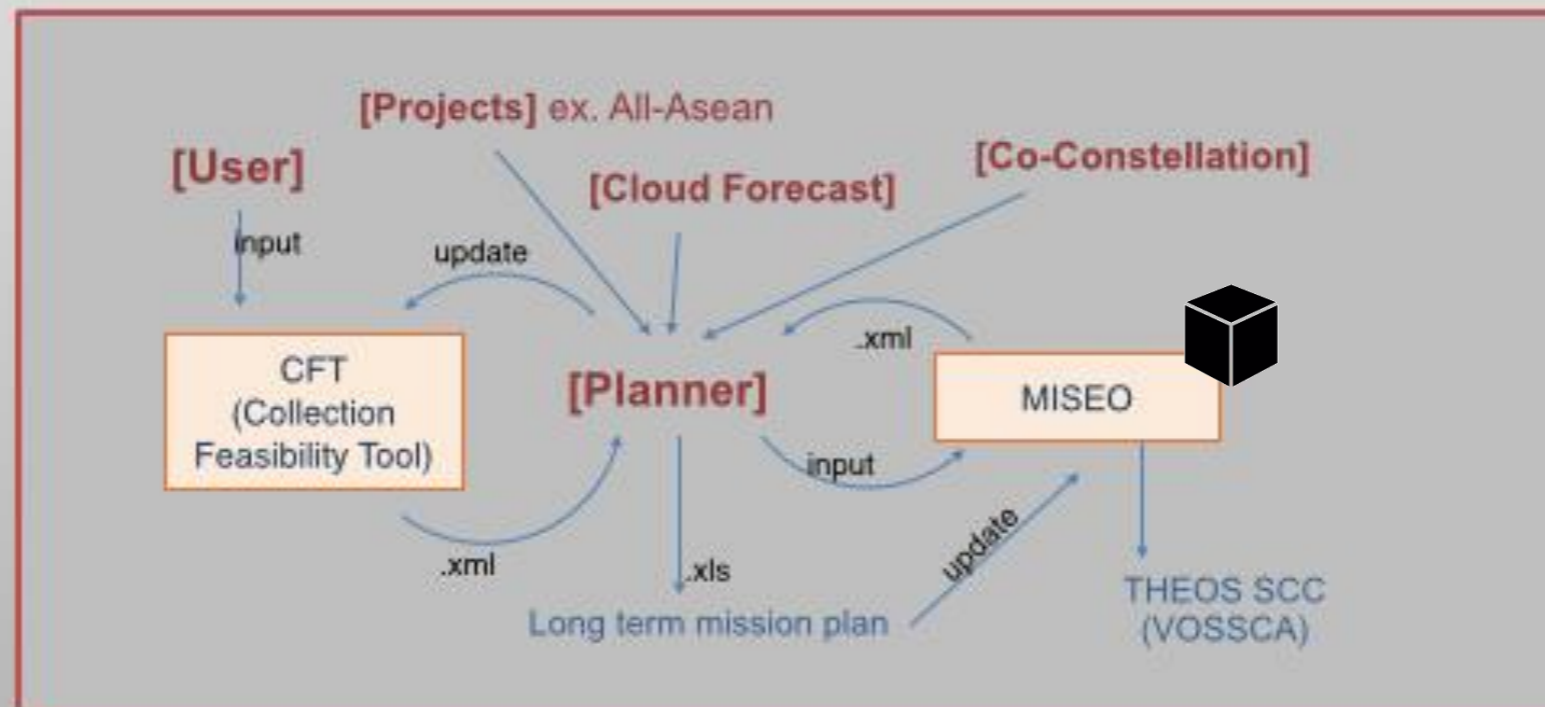 [Projects] ex. All-Asean
[User]
[Co-Constellation]
[Cloud Forecast]
input
update
.xml
CFT
(Collection
Feasibility Tool)
[Planner]
MISEO
input
.xml
.xls
update
Long term mission plan
THEOS SCC
(VOSSCA)